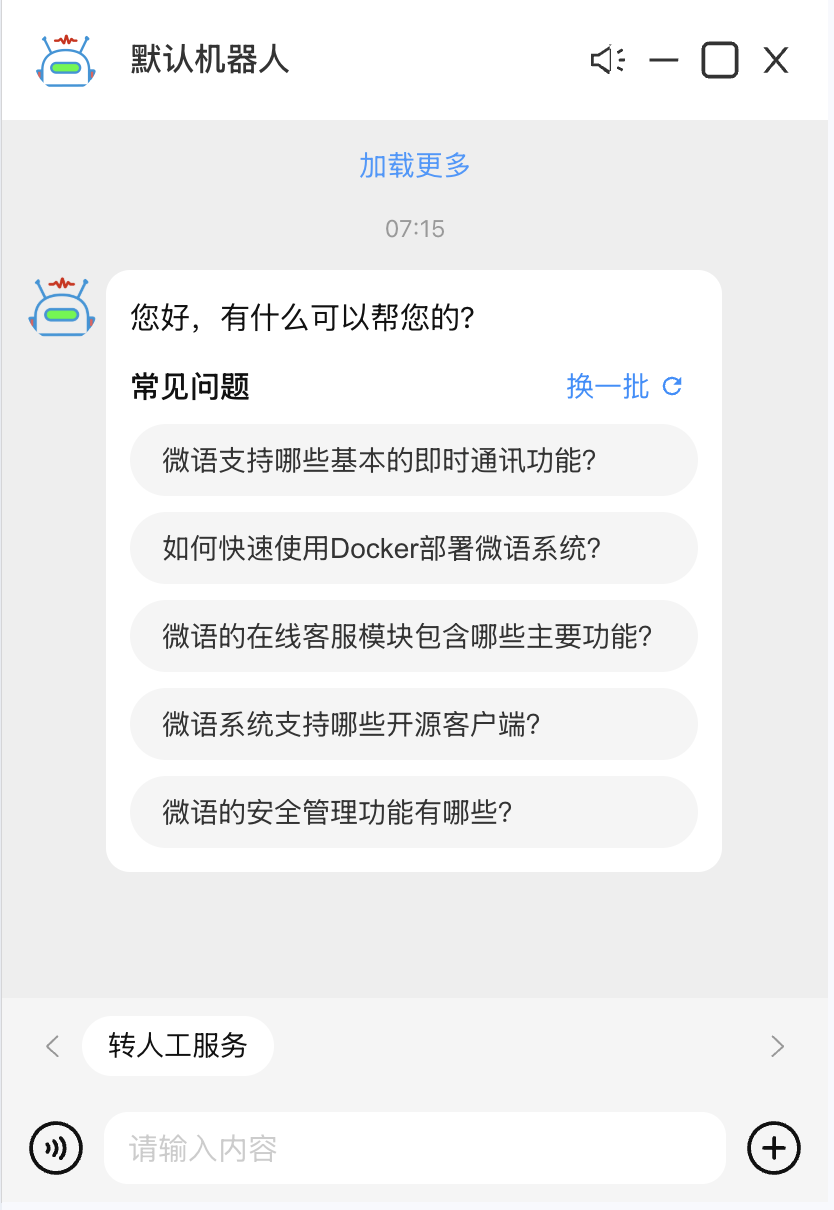 默认机器人
加载更多
07:15
您好，有什么可以帮您的?
常见问题 换一批
微语支持哪些基本的即时通讯功能?
如何快速使用Docker部署微语系统?
微语的在线客服模块包含哪些主要功能?
微语系统支持哪些开源客户端?
微语的安全管理功能有哪些?
转人工服务
请输入内容